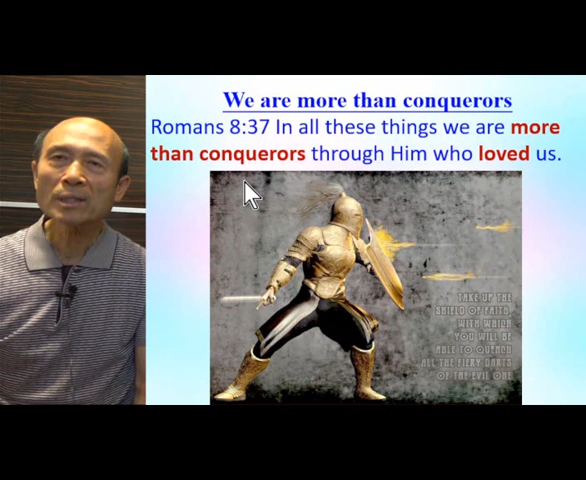 We are more than conquerors
Romans 8:37 In all these things we are more
than conquerors through Him who loved us.
TAKE UP THE
SHIELD OF FAITH,
WITH WHICH
YOU WILL BE
ABLE TO QUENCH
ALL THE FIERY DARTS
OF THE EVIL ONE